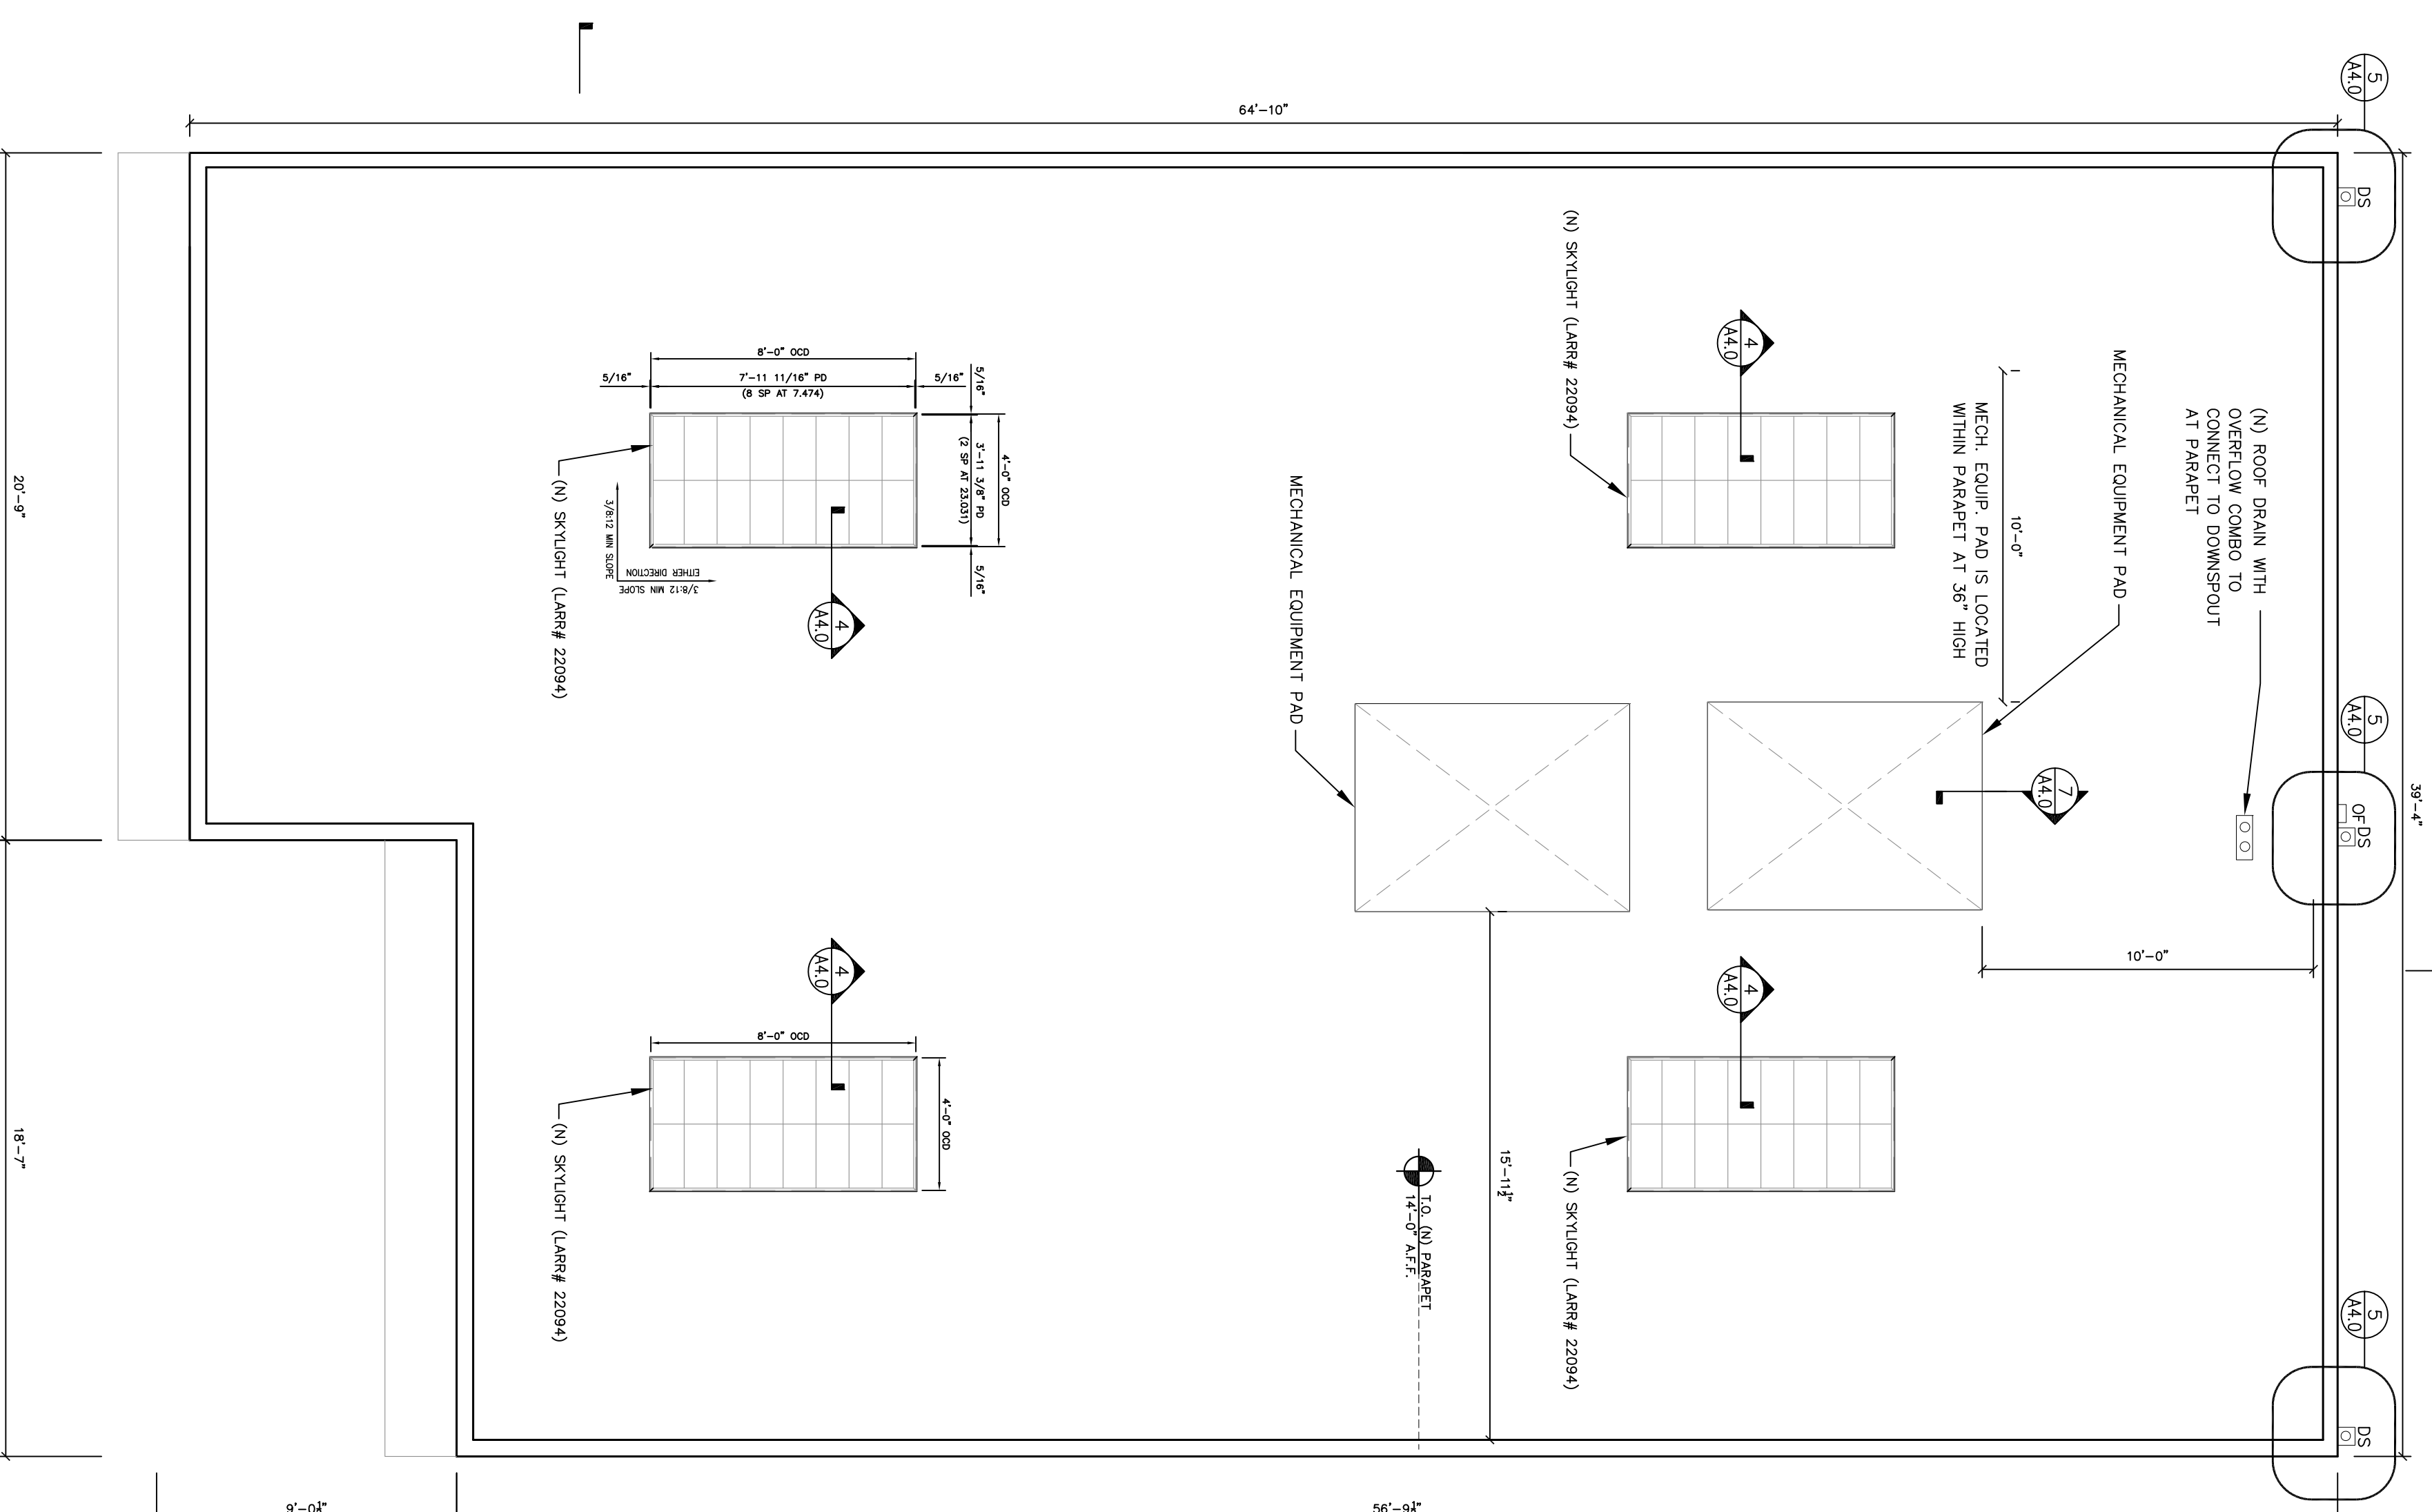 64'-10"
5
A4.0
DS
39'-4"
(N) ROOF DRAIN WITH
OVERFLOW COMBO TO
CONNECT TO DOWNSPOUT
AT PARAPET
MECHANICAL EQUIPMENT PAD
10'-0"
MECH. EQUIP. PAD IS LOCATED
WITHIN PARAPET AT 36" HIGH
4
A4.0
(N) SKYLIGHT (LARR# 22094)
8'-0" OCD
5/16"
7'-11 11/16" PD
5/16"
(8 SP AT 7.474)
5/16"
4'-0" OCD
3'-11 3/8" PD
(2 SP AT 23.031)
5/16"
3/8:12 MIN SLOPE
3/8:12 MIN SLOPE
EITHER DIRECTION
(N) SKYLIGHT (LARR# 22094)
4
A4.0
MECHANICAL EQUIPMENT PAD
7
A4.0
5
A4.0
DS
OF
10'-0"
20'-9"
4
A4.0
8'-0" OCD
4'-0" OCD
(N) SKYLIGHT (LARR# 22094)
4
A4.0
15'-11 1/2"
T.O. (N) PARAPET
14'-0" A.F.F.
(N) SKYLIGHT (LARR# 22094)
5
A4.0
DS
18'-7"